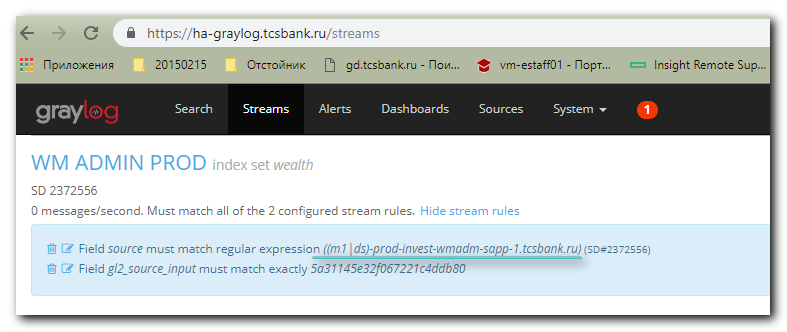 https://ha-graylog.tcsbank.ru/streams
Приложения 20150215 Отстойник gd.tcsbank.ru - Пои... vm-estaff01 - Порт... Insight Remote Sup...
graylog Search Streams Alerts Dashboards Sources System 1
WM ADMIN PROD index set wealth
SD 2372556
0 messages/second. Must match all of the 2 configured stream rules. Hide stream rules
Field source must match regular expression ((m1|ds)-prod-invest-wmadm-sapp-1.tcsbank.ru) (SD#2372556)
Field gl2_source_input must match exactly 5a31145e32f067221c4ddb80